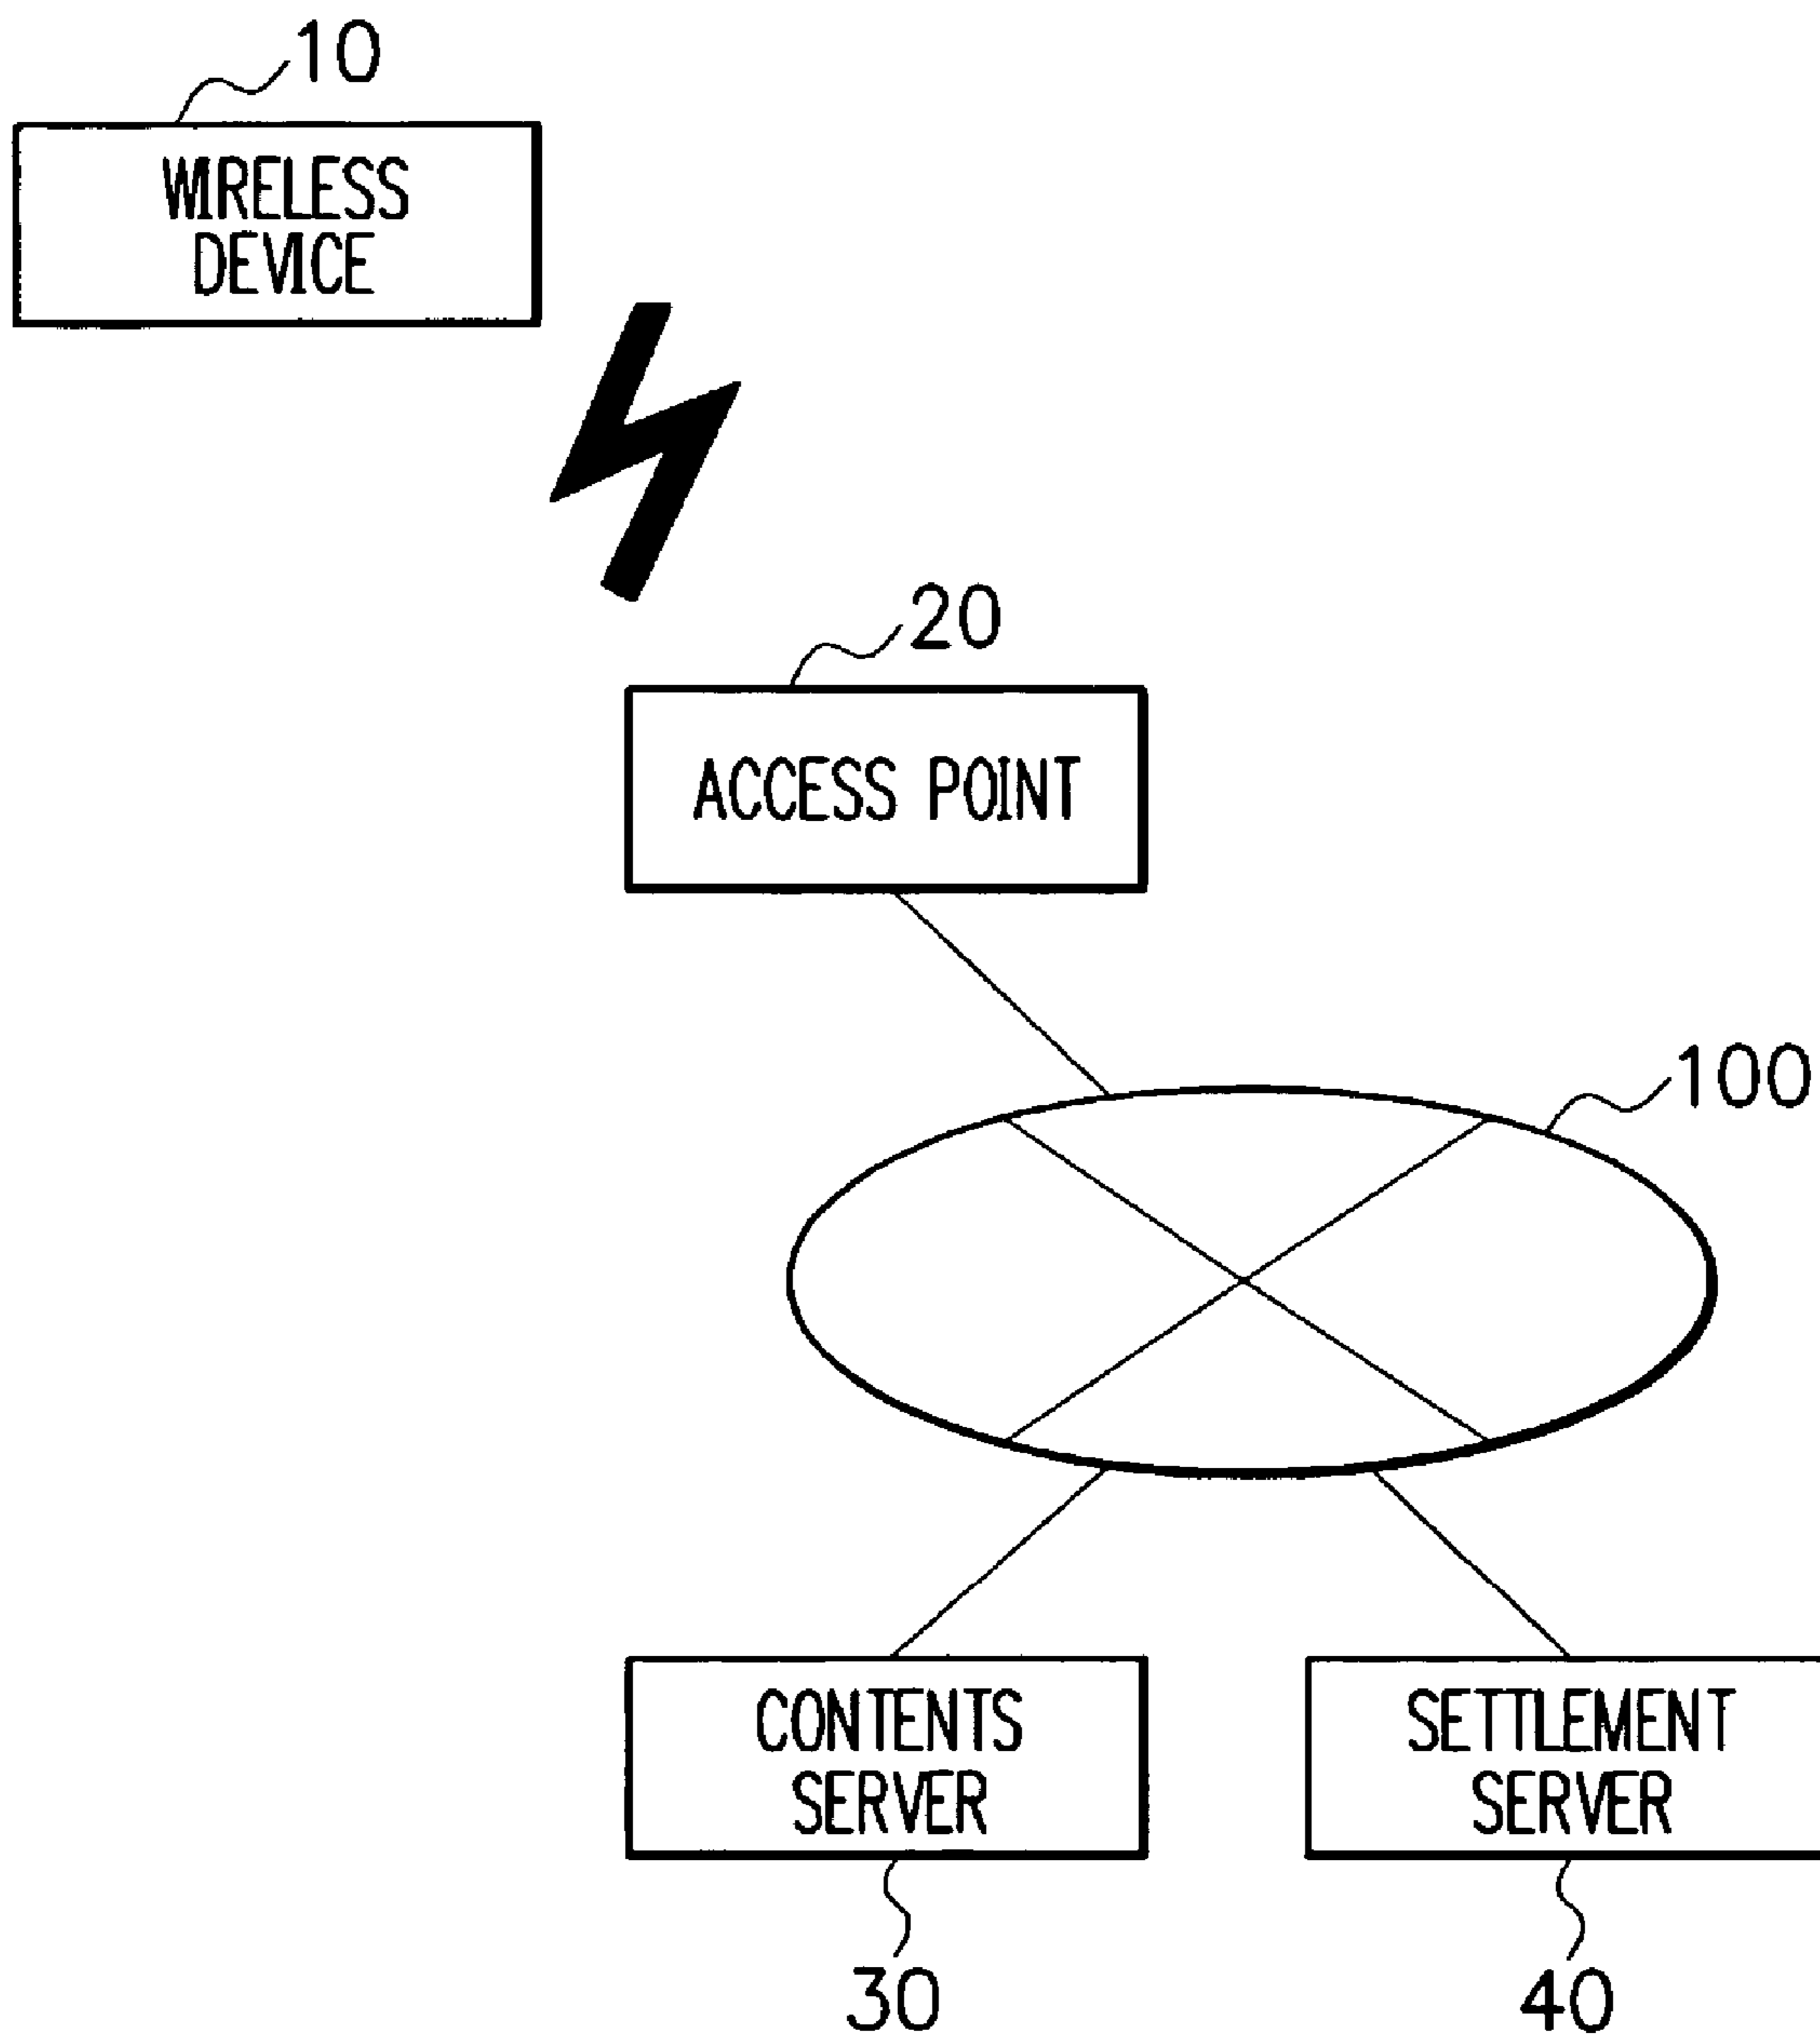 10
WIRELESS
DEVICE
20
ACCESS POINT
100
CONTENTS
SERVER
SETTLEMENT
SERVER
30
40